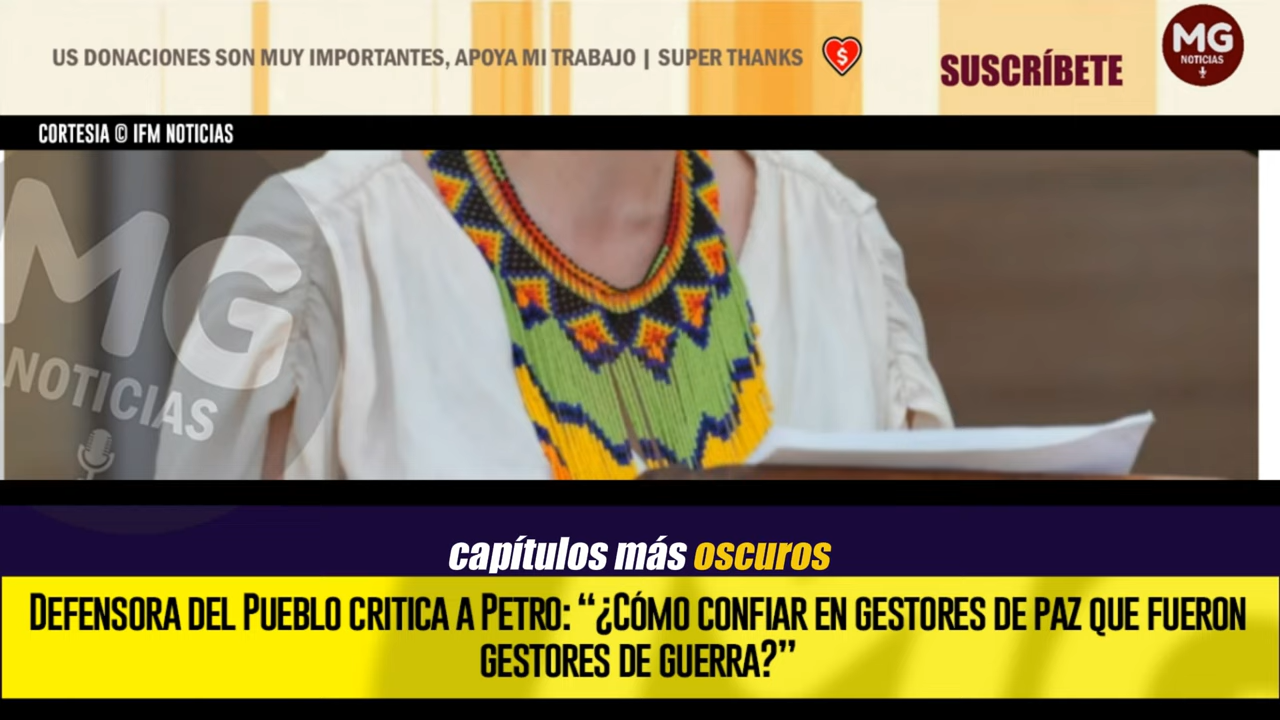 US DONACIONES SON MUY IMPORTANTES, APOYA MI TRABAJO | SUPER THANKS
SUSCRÍBETE
MG
NOTICIAS
CORTESIA © IFM NOTICIAS
MG
NOTICIAS
capítulos más oscuros
DEFENSORA DEL PUEBLO CRITICA A PETRO: “¿CÓMO CONFIAR EN GESTORES DE PAZ QUE FUERON
GESTORES DE GUERRA?”